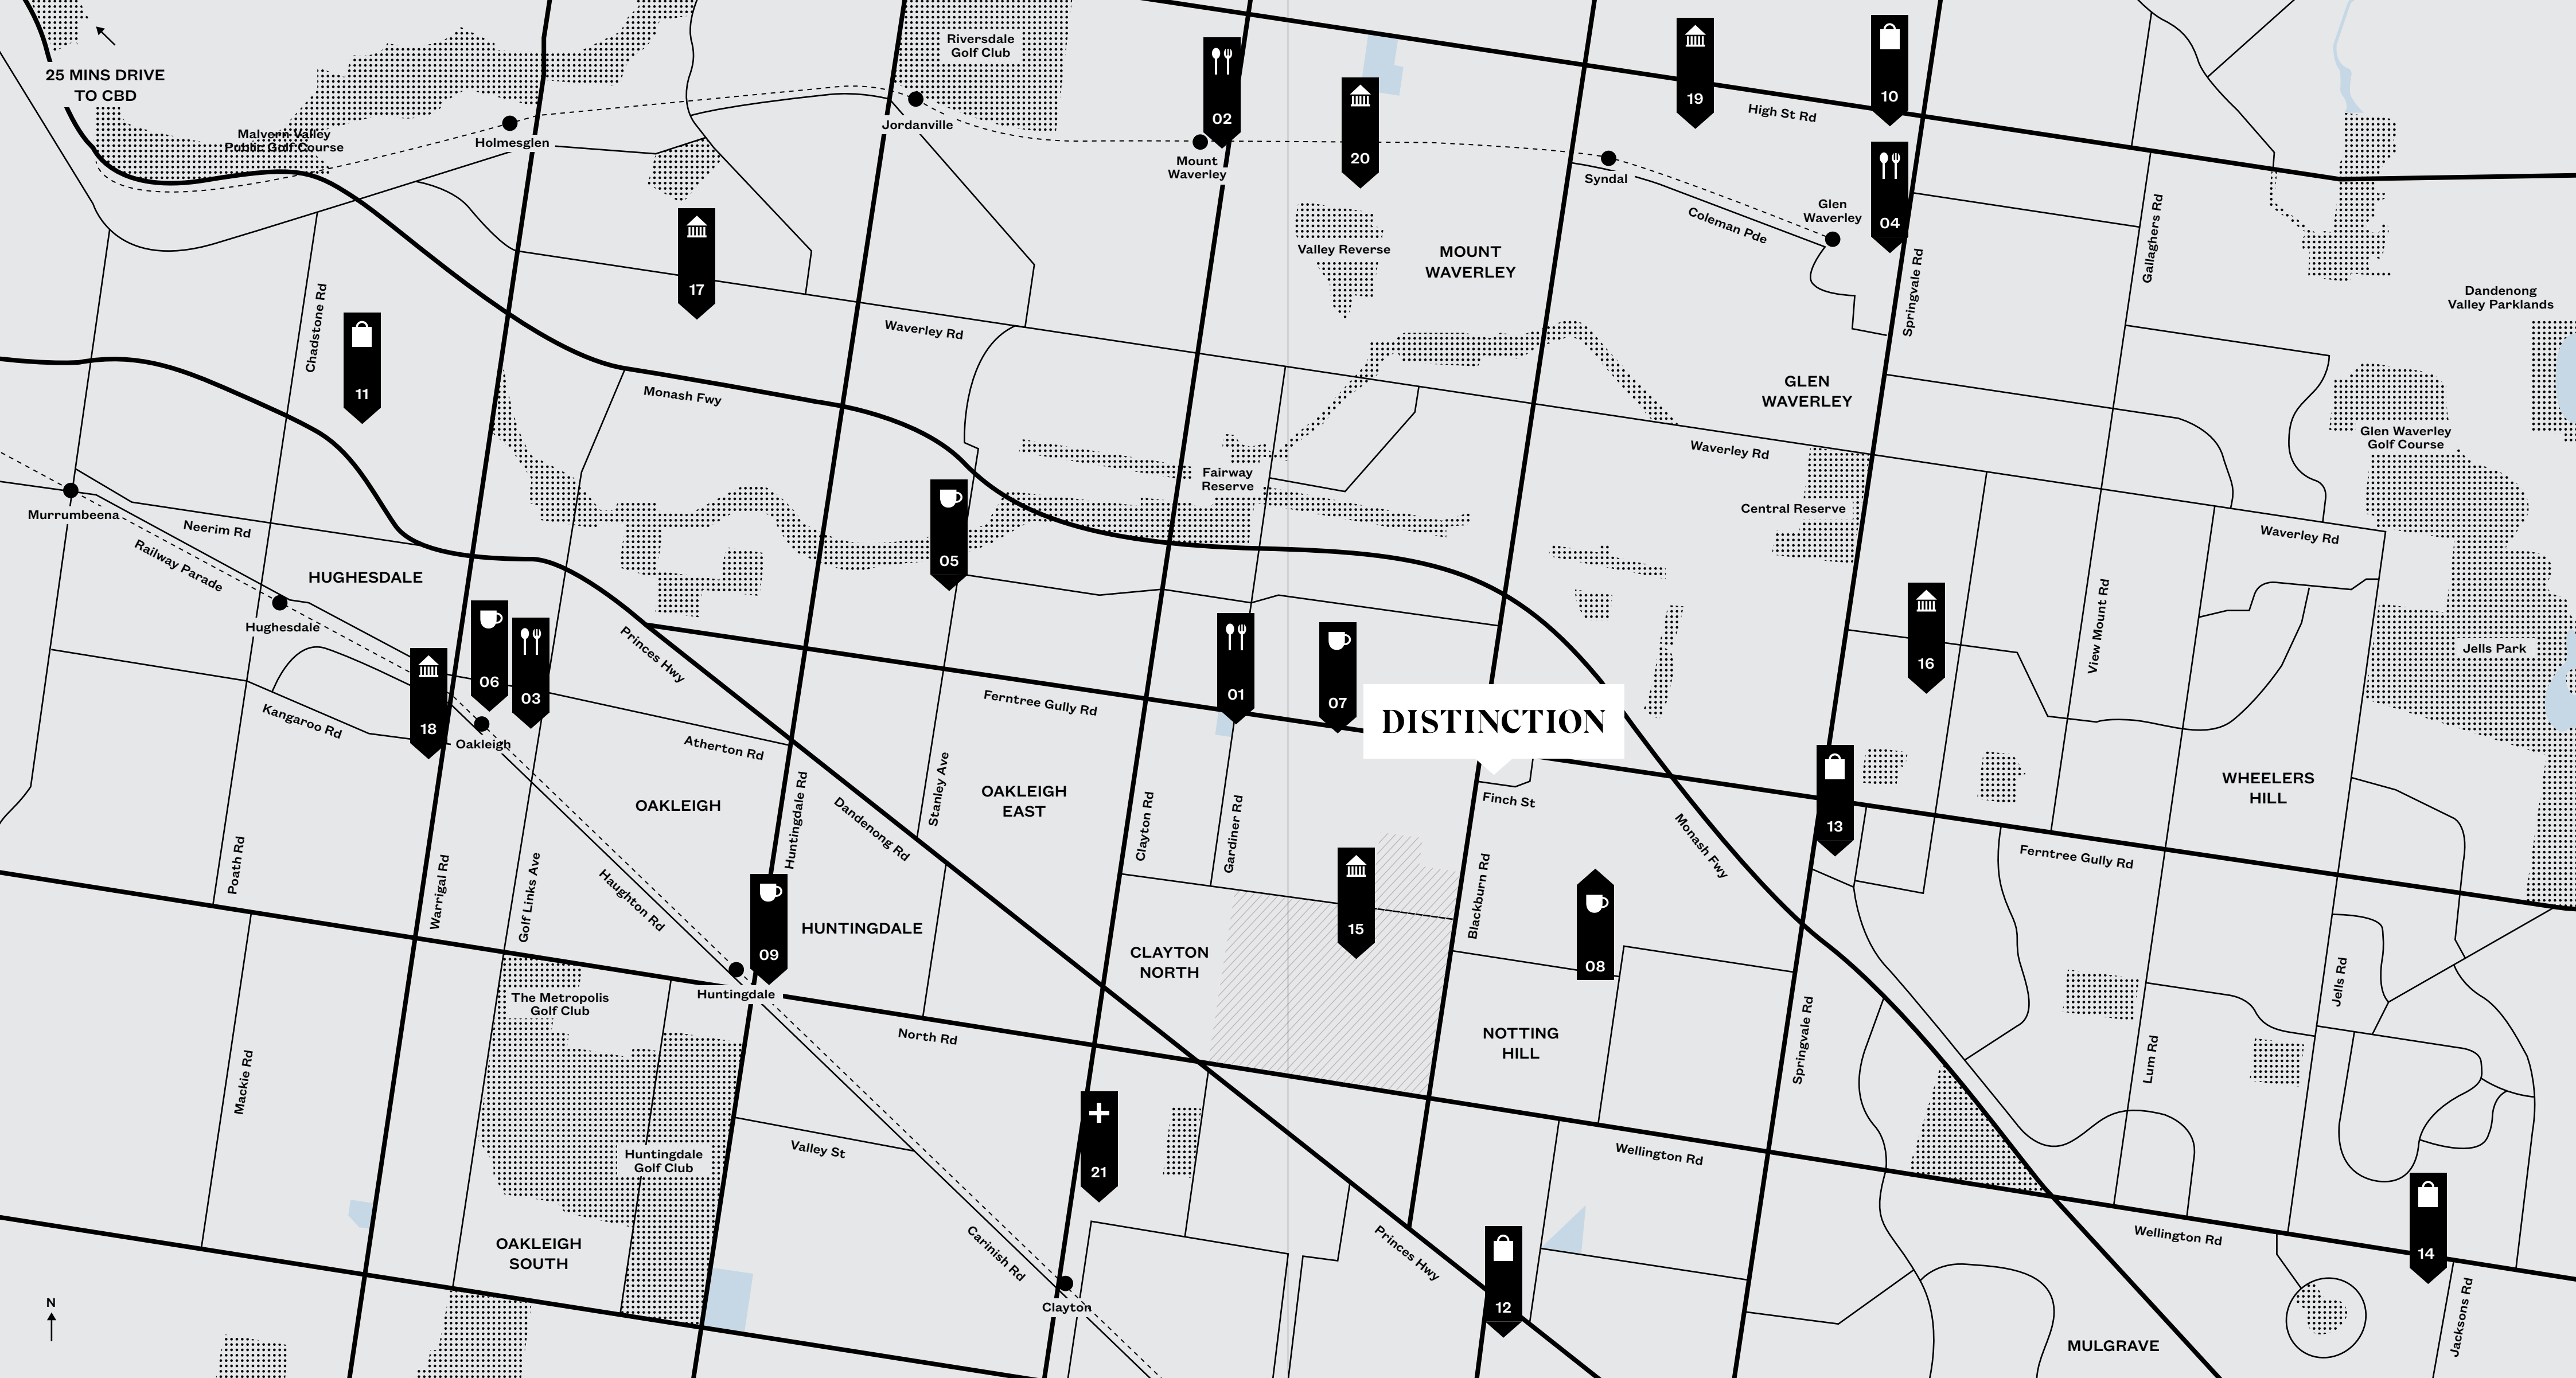 25 MINS DRIVE
TO CBD
Malvern Valley
Public Golf Course
Holmesglen
Riversdale
Golf Club
Jordanville
02
Mount
Waverley
20
19
10
High St Rd
Syndal
Coleman Pde
Glen
Waverley
04
Springvale Rd
Gallaghers Rd
Dandenong
Valley Parklands
17
Valley Reverse
MOUNT
WAVERLEY
Chadstone Rd
11
Waverley Rd
Monash Fwy
GLEN
WAVERLEY
Waverley Rd
Glen Waverley
Golf Course
Fairway
Reserve
Central Reserve
Waverley Rd
Murrumbeena
Neerim Rd
Railway Parade
HUGHESDALE
Hughesdale
05
06
03
18
Oakleigh
Kangaroo Rd
Princes Hwy
Atherton Rd
Ferntree Gully Rd
01
07
DISTINCTION
16
View Mount Rd
Jells Park
OAKLEIGH
Huntingdale Rd
Dandenong Rd
Stanley Ave
OAKLEIGH
EAST
Clayton Rd
Gardiner Rd
Finch St
Monash Fwy
13
WHEELERS
HILL
Ferntree Gully Rd
Poath Rd
Warrigal Rd
Golf Links Ave
Haughton Rd
09
HUNTINGDALE
15
Blackburn Rd
08
CLAYTON
NORTH
Huntingdale
The Metropolis
Golf Club
North Rd
NOTTING
HILL
Springvale Rd
Lum Rd
Jells Rd
Mackie Rd
Huntingdale
Golf Club
Valley St
21
Wellington Rd
OAKLEIGH
SOUTH
Carinish Rd
Clayton
Princes Hwy
12
Wellington Rd
14
Jacksons Rd
MULGRAVE
N